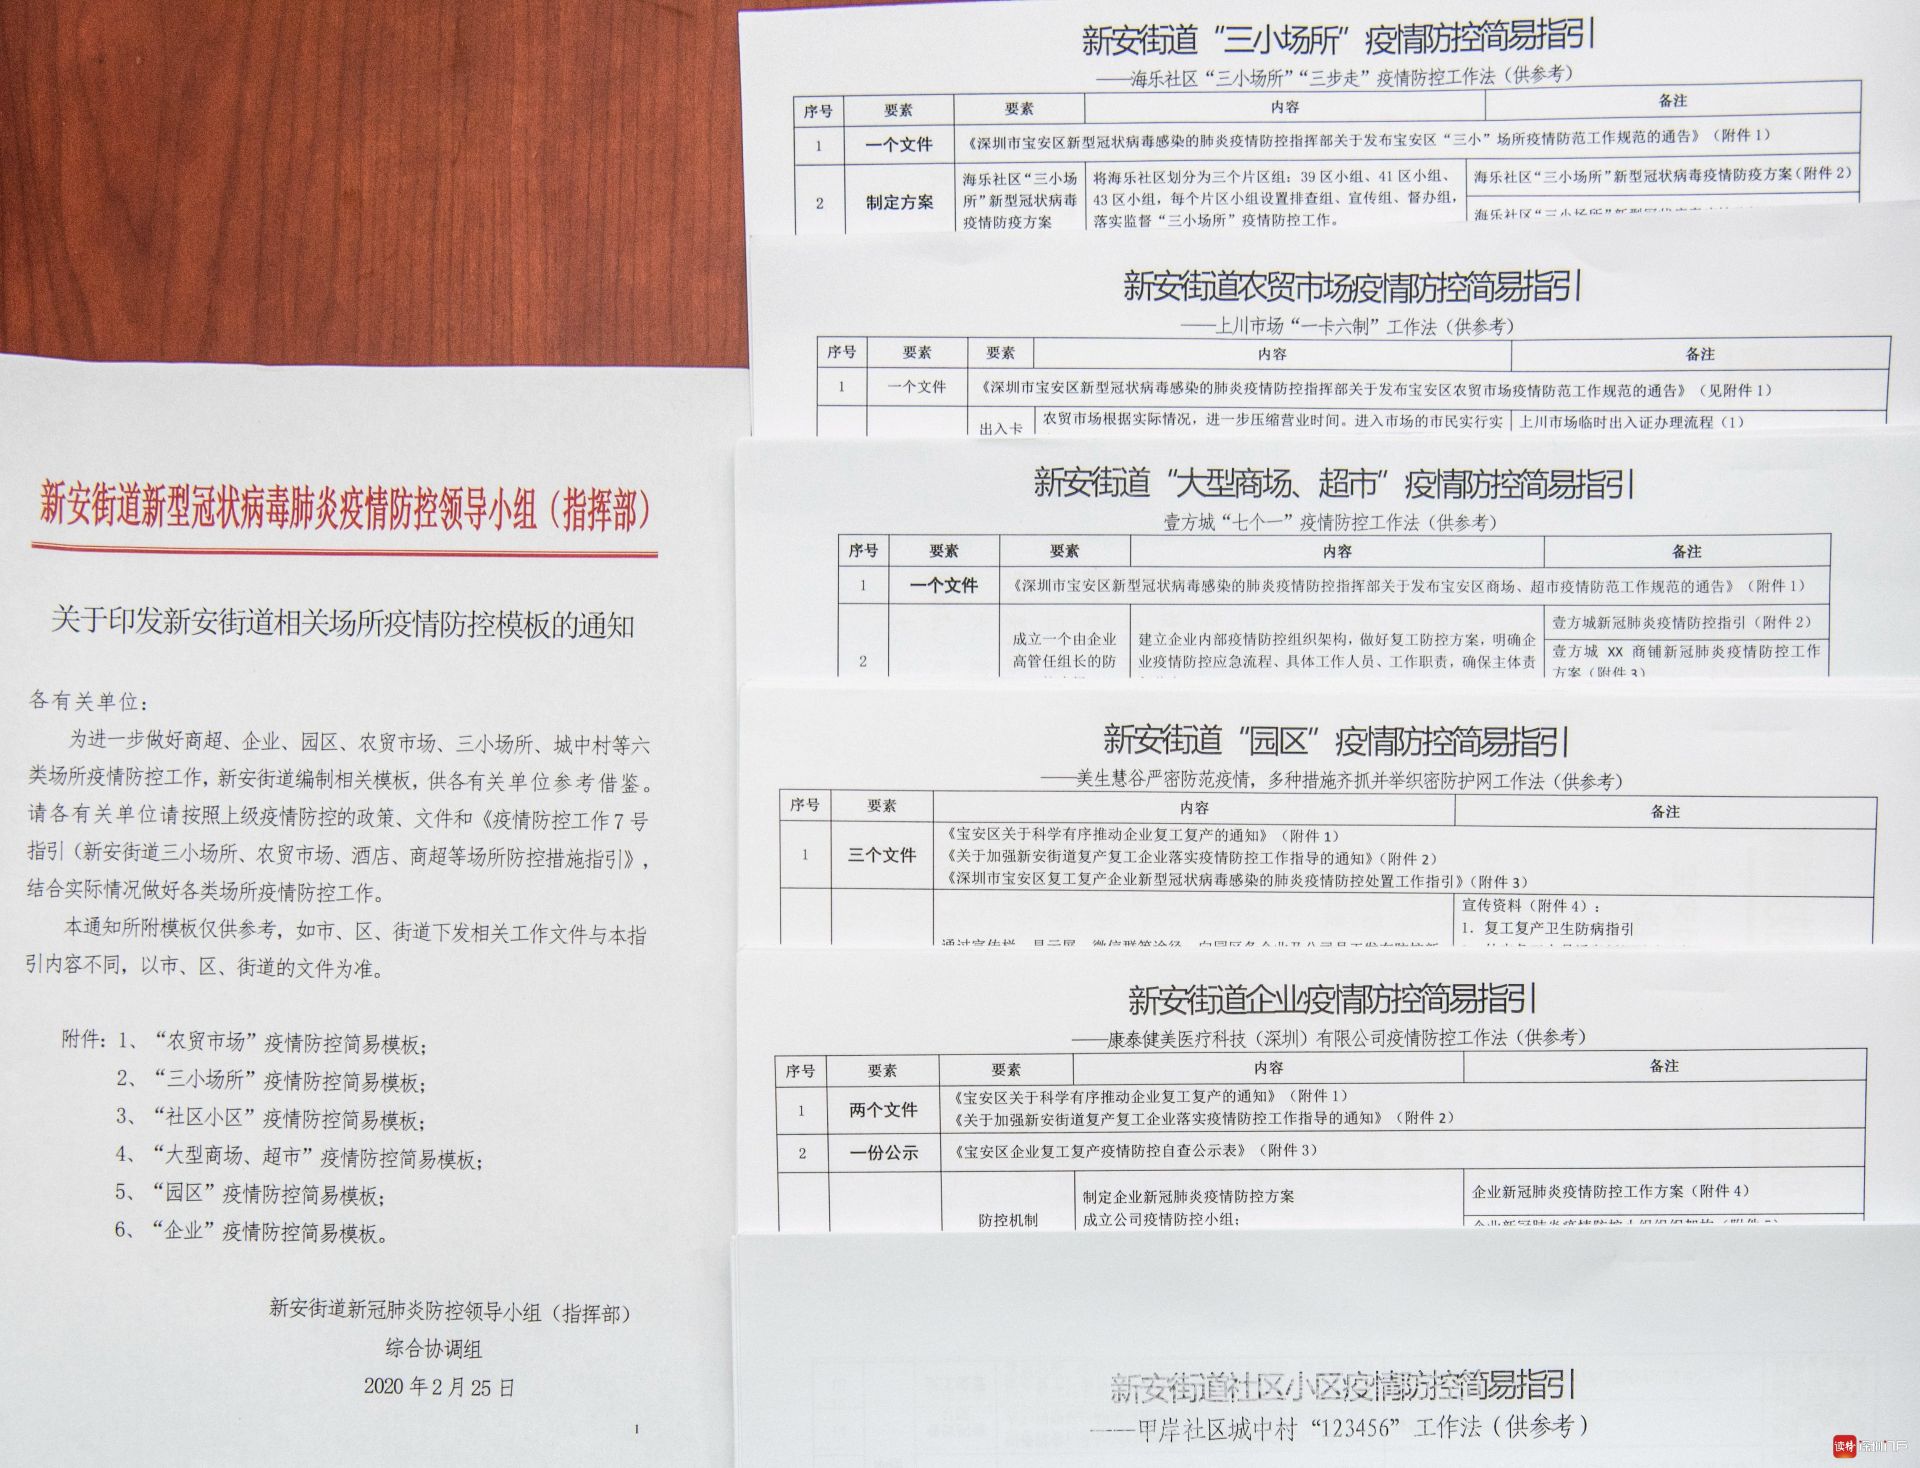 新安街道新型冠状病毒肺炎疫情防控领导小组（指挥部）
关于印发新安街道相关场所疫情防控模板的通知
各有关单位：
为进一步做好商超、企业、园区、农贸市场、三小场所、城中村等六
类场所疫情防控工作，新安街道编制相关模板，供各有关单位参考借鉴。
请各有关单位请按照上级疫情防控的政策、文件和《疫情防控工作7号
指引（新安街道三小场所、农贸市场、酒店、商超等场所防控措施指引》，
结合实际情况做好各类场所疫情防控工作。
本通知所附模板仅供参考，如市、区、街道下发相关工作文件与本指
引内容不同，以市、区、街道的文件为准。
附件：1、“农贸市场”疫情防控简易模板；
2、“三小场所”疫情防控简易模板；
3、“社区小区”疫情防控简易模板；
4、“大型商场、超市”疫情防控简易模板；
5、“园区”疫情防控简易模板；
6、“企业”疫情防控简易模板。
新安街道新冠肺炎防控领导小组（指挥部）
综合协调组
2020年2月25日
1
新安街道“三小场所”疫情防控简易指引
——海乐社区“三小场所”“三步走”疫情防控工作法（供参考）
序号 要素 要素 内容 备注
1 一个文件 《深圳市宝安区新型冠状病毒感染的肺炎疫情防控指挥部关于发布宝安区“三小”场所疫情防范工作规范的通告》（附件1）
2 制定方案
海乐社区“三小场
所”新型冠状病毒
疫情防疫方案
将海乐社区划分为三个片区组：39区小组、41区小组、
43区小组，每个片区小组设置排查组、宣传组、督办组，
落实监督“三小场所”疫情防控工作。
海乐社区“三小场所”新型冠状病毒疫情防疫方案（附件2）
海乐社区“三小场所”新型冠状病毒
新安街道农贸市场疫情防控简易指引
——上川市场“一卡六制”工作法（供参考）
序号 要素 要素 内容 备注
1 一个文件 《深圳市宝安区新型冠状病毒感染的肺炎疫情防控指挥部关于发布宝安区农贸市场疫情防范工作规范的通告》（见附件1）
出入卡 农贸市场根据实际情况，进一步压缩营业时间。进入市场的市民实行实 上川市场临时出入证办理流程（1）
新安街道“大型商场、超市”疫情防控简易指引
壹方城“七个一”疫情防控工作法（供参考）
序号 要素 要素 内容 备注
1 一个文件 《深圳市宝安区新型冠状病毒感染的肺炎疫情防控指挥部关于发布宝安区商场、超市疫情防范工作规范的通告》（附件1）
2
成立一个由企业
高管任组长的防
建立企业内部疫情防控组织架构，做好复工防控方案，明确企
业疫情防控应急流程、具体工作人员、工作职责，确保主体责
壹方城新冠肺炎疫情防控指引（附件2）
壹方城 XX 商铺新冠肺炎疫情防控工作
方案（附件3）
新安街道“园区”疫情防控简易指引
——美生慧谷严密防范疫情，多种措施齐抓并举织密防护网工作法（供参考）
序号 要素 内容 备注
1 三个文件
《宝安区关于科学有序推动企业复工复产的通知》（附件1）
《关于加强新安街道复产复工企业落实疫情防控工作指导的通知》（附件2）
《深圳市宝安区复工复产企业新型冠状病毒感染的肺炎疫情防控处置工作指引》（附件3）
宣传资料（附件4）：
1. 复工复产卫生防病指引
新安街道企业疫情防控简易指引
——康泰健美医疗科技（深圳）有限公司疫情防控工作法（供参考）
序号 要素 要素 内容 备注
1 两个文件
《宝安区关于科学有序推动企业复工复产的通知》（附件1）
《关于加强新安街道复产复工企业落实疫情防控工作指导的通知》（附件2）
2 一份公示 《宝安区企业复工复产疫情防控自查公示表》（附件3）
防控机制
制定企业新冠肺炎疫情防控方案
成立公司疫情防控小组；
企业新冠肺炎疫情防控工作方案（附件4）
新安街道社区小区疫情防控简易指引
——甲岸社区城中村“123456”工作法（供参考）
读特 深圳门户